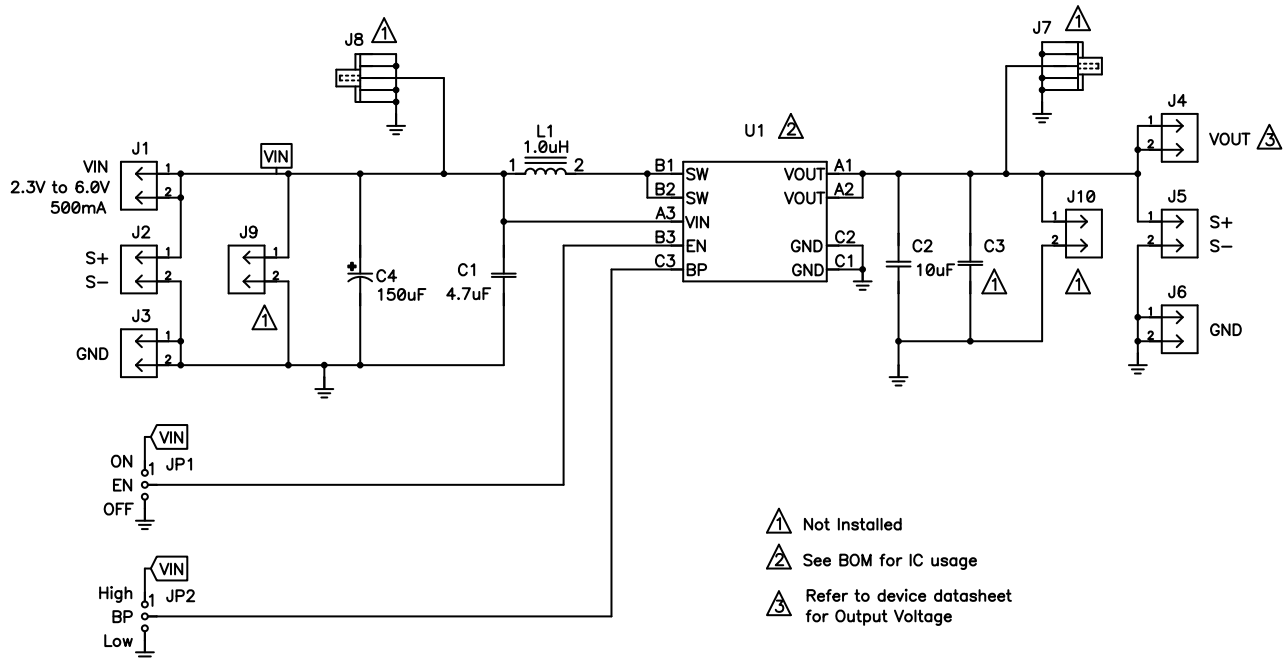 J8 1
J7 1
J1
VIN
2.3V to 6.0V
500mA
1
2
VIN
J2
S+
S-
1
2
J9
1
2
1
J3
GND
1
2
C4
150uF
C1
4.7uF
L1
1.0uH
1 2
U1 2
B1 SW
B2 SW
A3 VIN
B3 EN
C3 BP
VOUT A1
VOUT A2
GND C2
GND C1
C2
10uF
C3
1
J10
1
2
1
J4
1
2
VOUT 3
J5
1
2
S+
S-
J6
1
2
GND
VIN
ON 1 JP1
EN
OFF
VIN
High 1 JP2
BP
Low
1 Not Installed
2 See BOM for IC usage
3 Refer to device datasheet
for Output Voltage